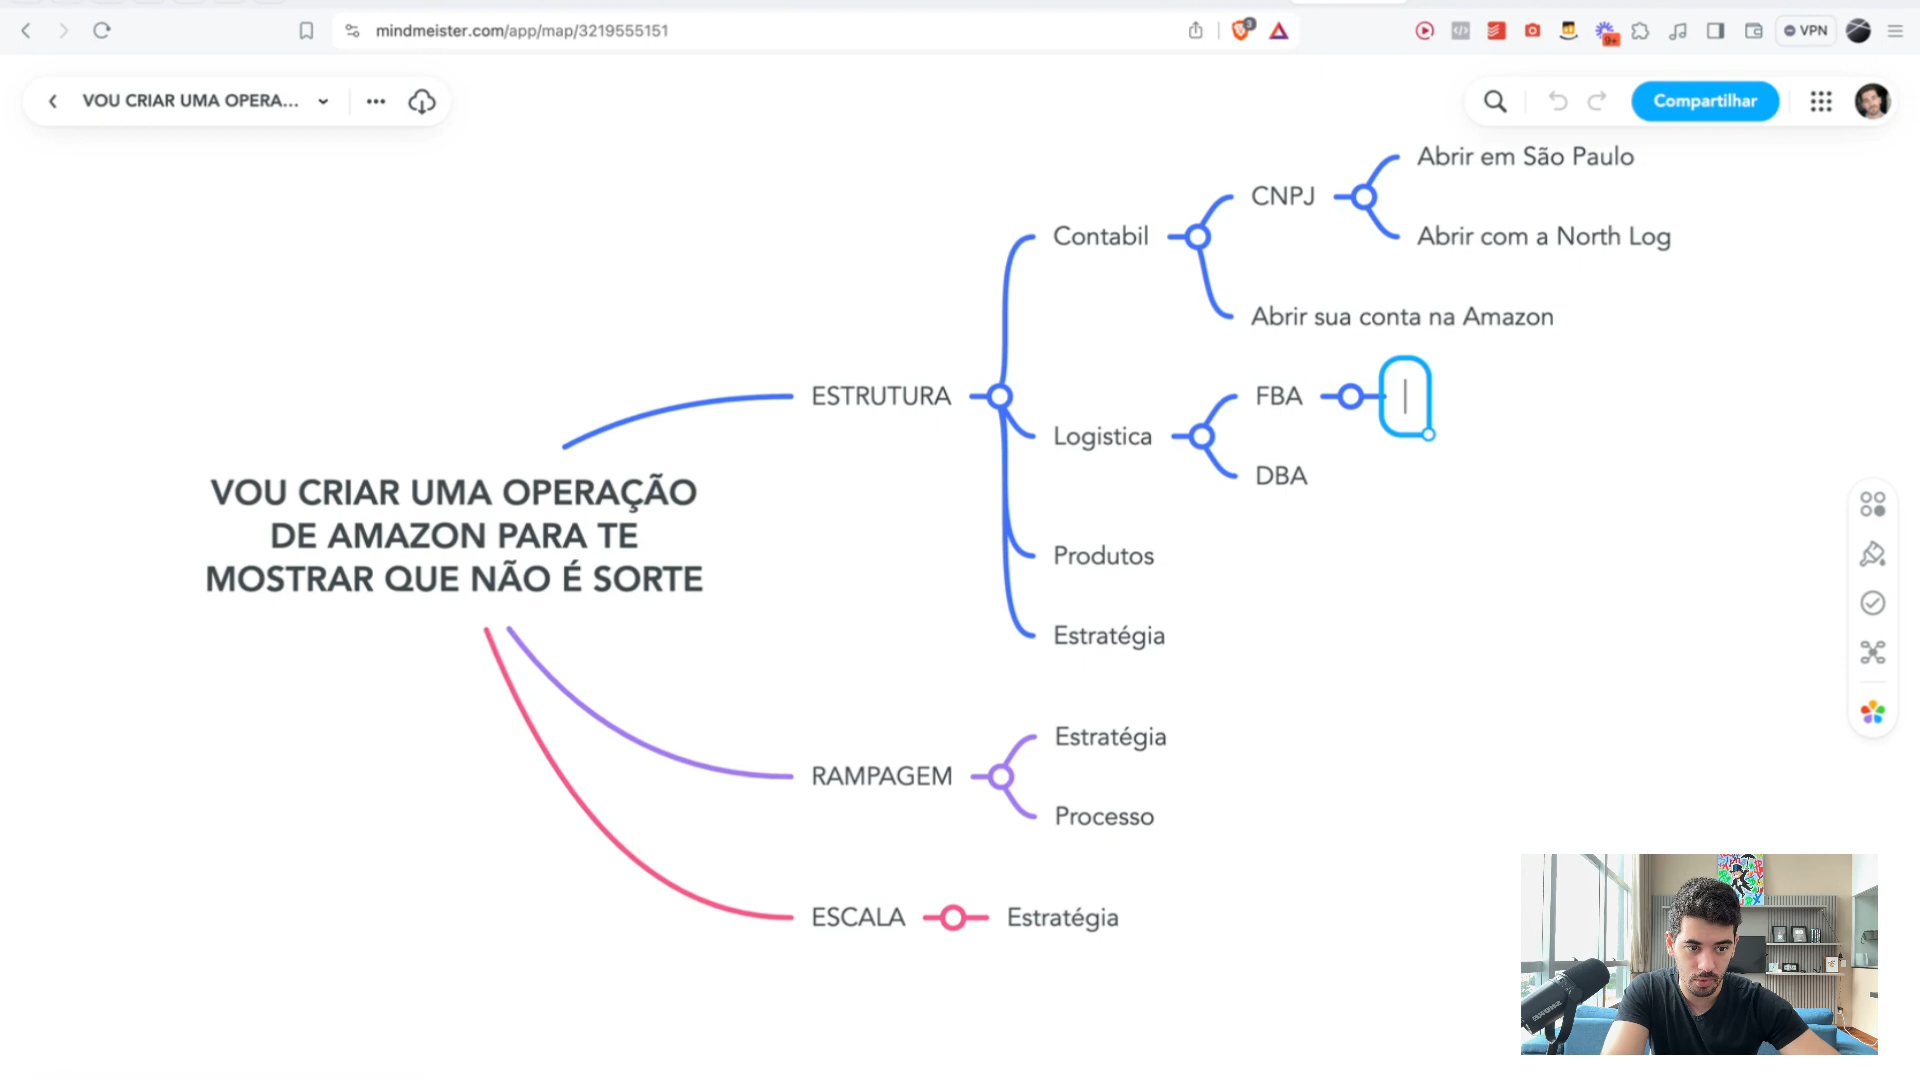 mindmeister.com/app/map/3219555151
3
9+
VPN
VOU CRIAR UMA OPERA...
Compartilhar
Abrir em São Paulo
CNPJ
Contabil
Abrir com a North Log
Abrir sua conta na Amazon
ESTRUTURA
FBA
Logistica
DBA
VOU CRIAR UMA OPERAÇÃO
DE AMAZON PARA TE
MOSTRAR QUE NÃO É SORTE
Produtos
Estratégia
Estratégia
RAMPAGEM
Processo
ESCALA
Estratégia